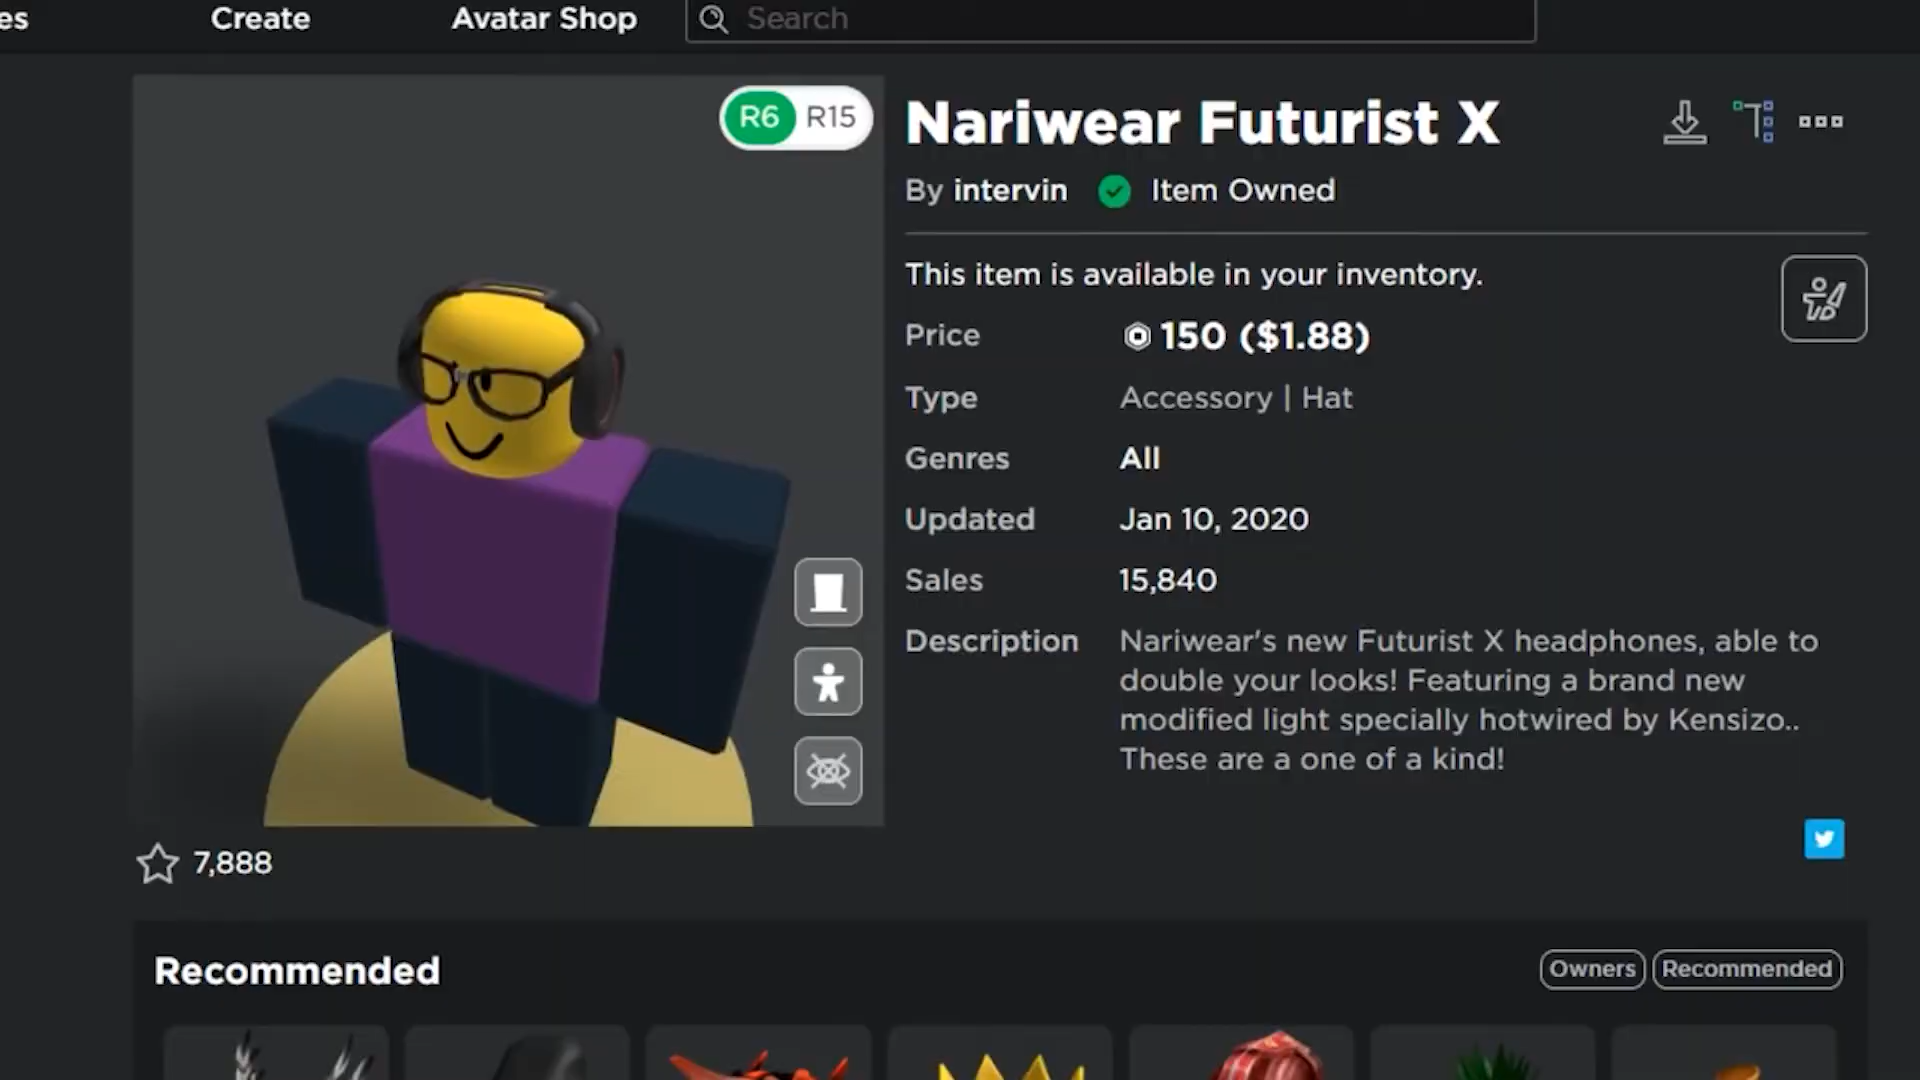 es
Create
Avatar Shop
Search
R6 R15
Nariwear Futurist X
By intervin Item Owned
This item is available in your inventory.
Price 150 ($1.88)
Type Accessory | Hat
Genres All
Updated Jan 10, 2020
Sales 15,840
Description Nariwear's new Futurist X headphones, able to
double your looks! Featuring a brand new
modified light specially hotwired by Kensizo..
These are a one of a kind!
7,888
Recommended
Owners Recommended